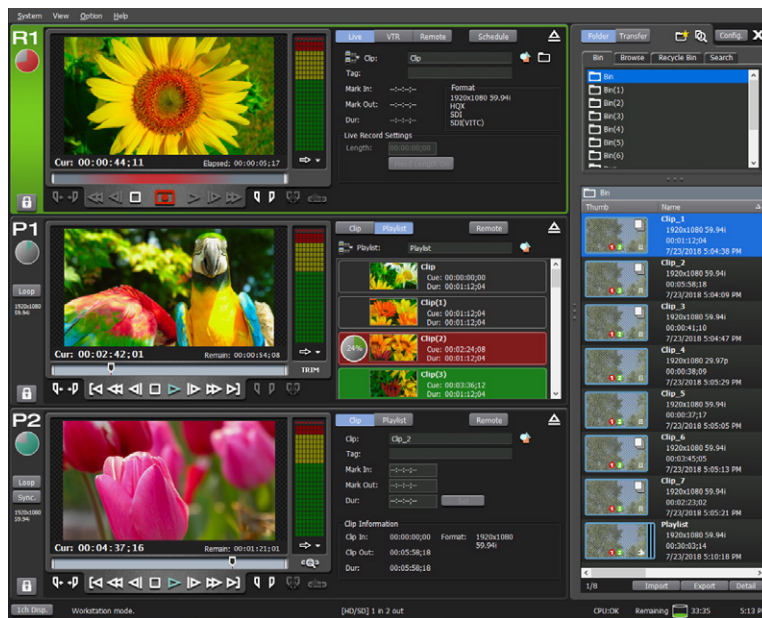 System View Option Help
R1
Live VTR Remote Schedule
Clip: Clip
Tag:
Mark In: --:--:--;--
Mark Out: --:--:--;--
Dur: --:--:--;--
Format
1920x1080 59.94i
HQX
SDI
SDI(VITC)
Live Record Settings
Length: 00:00:00;00
Cur: 00:00:44;11 Elapsed: 00:00:05;17
P1
Loop
1920x1080
59.94i
Cur: 00:02:42;01 Remain: 00:00:54;08
TRIM
Clip Playlist Remote
Playlist: Playlist
Clip
Cue: 00:00:00;00
Dur: 00:01:12;04
Clip(1)
Cue: 00:01:12;04
Dur: 00:01:12;04
24%
Clip(2)
Cue: 00:02:24;08
Dur: 00:01:12;04
Clip(3)
Cue: 00:03:36;12
Dur: 00:01:12;04
P2
Loop
Sync.
1920x1080
59.94i
Cur: 00:04:37;16 Remain: 00:01:21;01
Clip Playlist Remote
Clip: Clip_2
Tag:
Mark In: --:--:--;--
Mark Out: --:--:--;--
Dur: --:--:--;--
Clip Information
Clip In: 00:00:00;00 Format: 1920x1080
59.94i
Clip Out: 00:05:58;18
Dur: 00:05:58;18
Folder Transfer Config. X
Bin Browse Recycle Bin Search
Bin
Bin(1)
Bin(2)
Bin(3)
Bin(4)
Bin(5)
Bin(6)
Bin
Thumb Name
Clip_1
1920x1080 59.94i
00:01:12;04
7/23/2018 5:04:38 PM
Clip_2
1920x1080 59.94i
00:05:58;18
7/23/2018 5:04:09 PM
Clip_3
1920x1080 59.94i
00:00:41;10
7/23/2018 5:04:47 PM
Clip_4
1920x1080 29.97p
00:00:38;09
7/23/2018 5:05:29 PM
Clip_5
1920x1080 59.94i
00:00:37;17
7/23/2018 5:05:05 PM
Clip_6
1920x1080 59.94i
00:03:45;05
7/23/2018 5:05:13 PM
Clip_7
1920x1080 59.94i
00:02:23;02
7/23/2018 5:05:21 PM
Playlist
1920x1080 59.94i
00:30:03;14
7/23/2018 5:10:18 PM
1/8 Import Export Detail
1ch Disp. Workstation mode. [HD/SD] 1 in 2 out CPU:OK Remaining 33:35 5:13 P